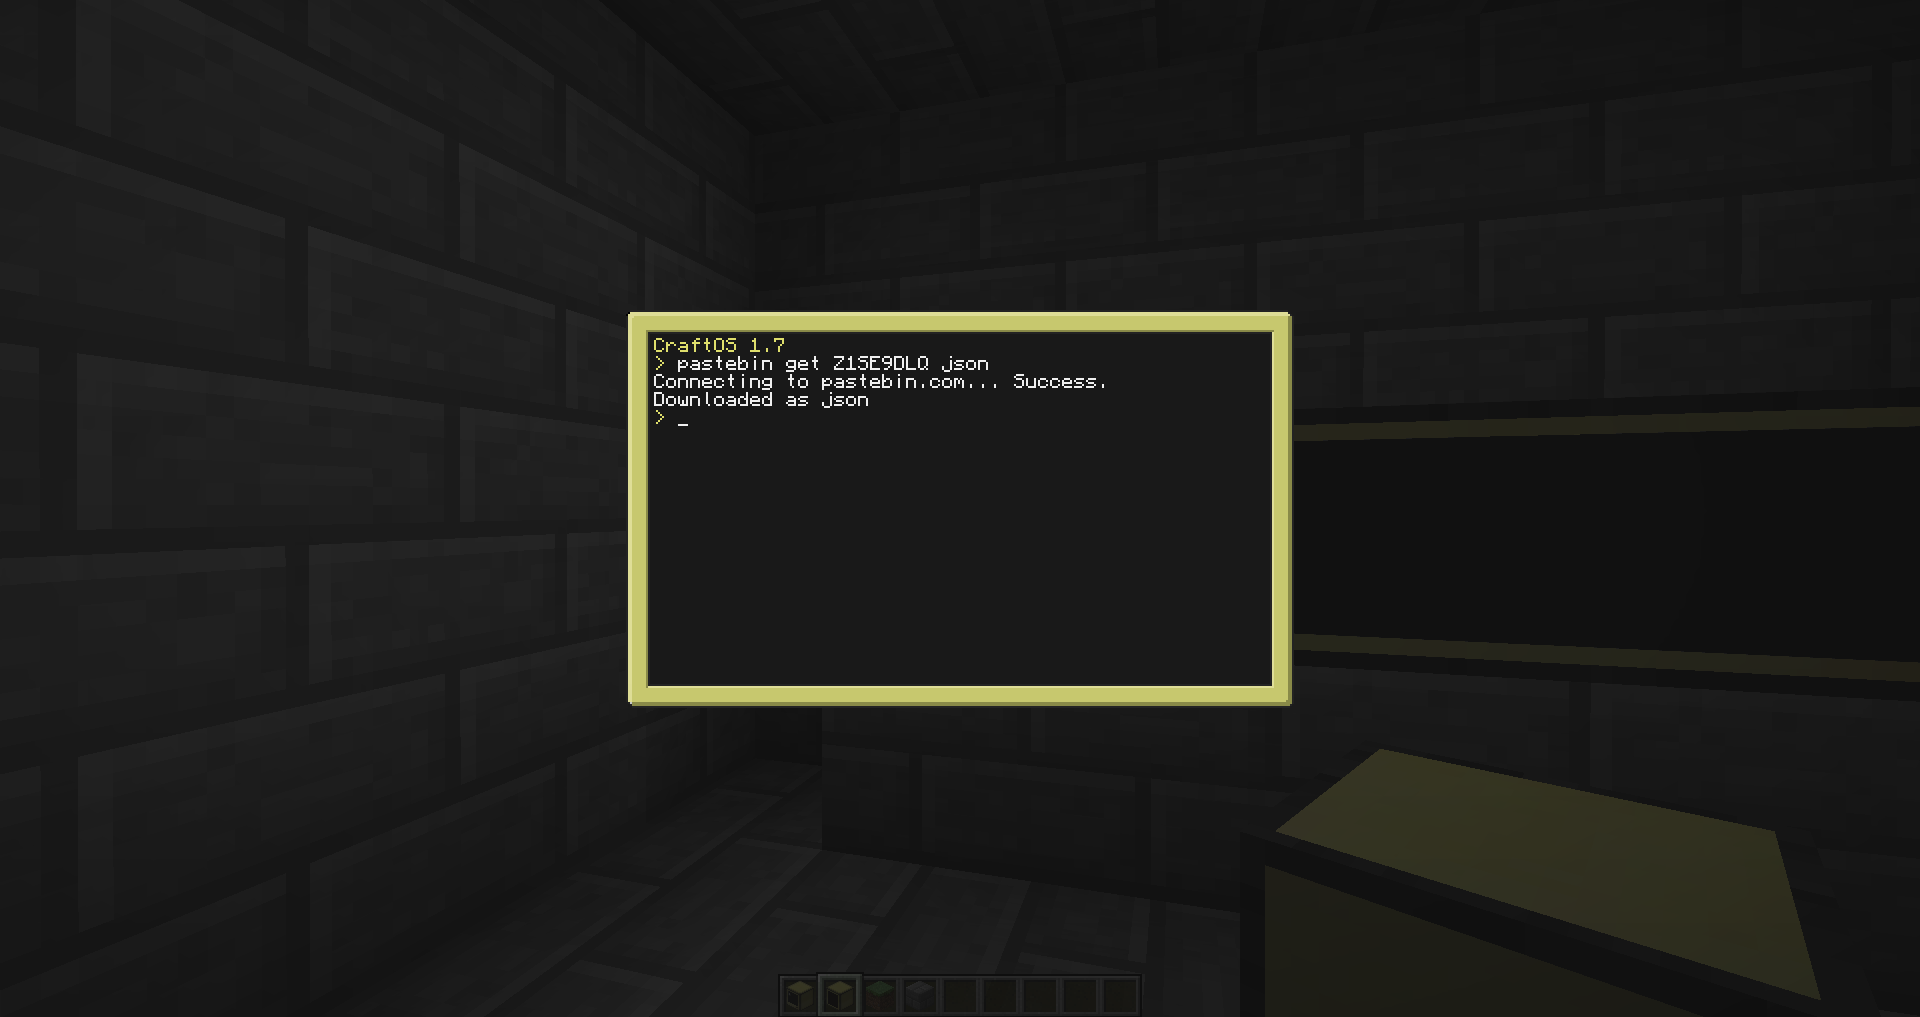 CraftOS 1.7
> pastebin get Z1SE9DLQ json
Connecting to pastebin.com... Success.
Downloaded as json
> _